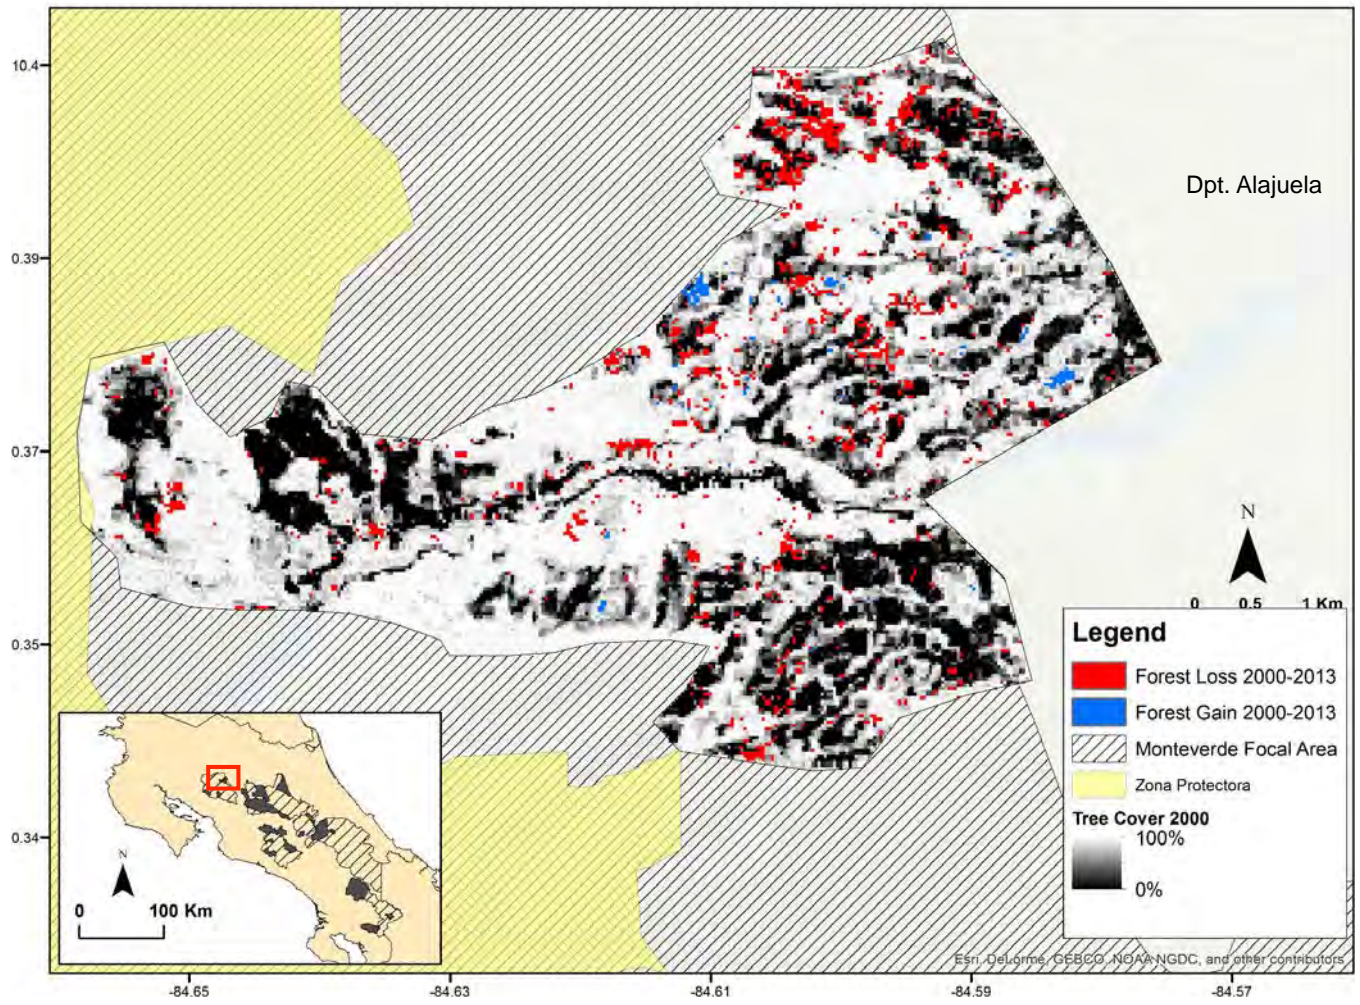 10.4
Dpt. Alajuela
0.39
0.37
N
0 0.5 1 Km
Legend
Forest Loss 2000-2013
Forest Gain 2000-2013
Monteverde Focal Area
Zona Protectora
Tree Cover 2000
100%
0%
0.35
0.34
N
0 100 Km
Esri, DeLorme, GEBCO, NOAA NGDC, and other contributors
-84.65 -84.63 -84.61 -84.59 -84.57